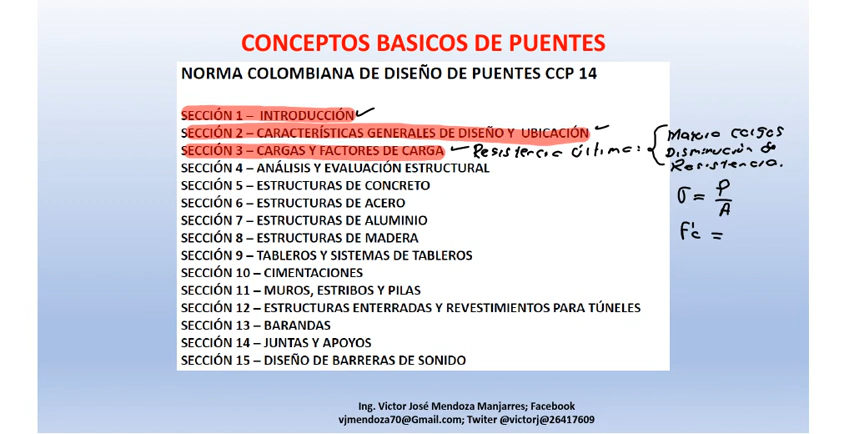 CONCEPTOS BASICOS DE PUENTES
NORMA COLOMBIANA DE DISEÑO DE PUENTES CCP 14
SECCIÓN 1 – INTRODUCCIÓN
SECCIÓN 2 – CARACTERÍSTICAS GENERALES DE DISEÑO Y UBICACIÓN
SECCIÓN 3 – CARGAS Y FACTORES DE CARGA
Resistencia última:
cargas
Disminución de
Resistencia.
σ = P/A
F'c =
SECCIÓN 4 – ANÁLISIS Y EVALUACIÓN ESTRUCTURAL
SECCIÓN 5 – ESTRUCTURAS DE CONCRETO
SECCIÓN 6 – ESTRUCTURAS DE ACERO
SECCIÓN 7 – ESTRUCTURAS DE ALUMINIO
SECCIÓN 8 – ESTRUCTURAS DE MADERA
SECCIÓN 9 – TABLEROS Y SISTEMAS DE TABLEROS
SECCIÓN 10 – CIMENTACIONES
SECCIÓN 11 – MUROS, ESTRIBOS Y PILAS
SECCIÓN 12 – ESTRUCTURAS ENTERRADAS Y REVESTIMIENTOS PARA TÚNELES
SECCIÓN 13 – BARANDAS
SECCIÓN 14 – JUNTAS Y APOYOS
SECCIÓN 15 – DISEÑO DE BARRERAS DE SONIDO
Ing. Victor José Mendoza Manjarres; Facebook
vjmendoza70@Gmail.com; Twiter @victorj@26417609